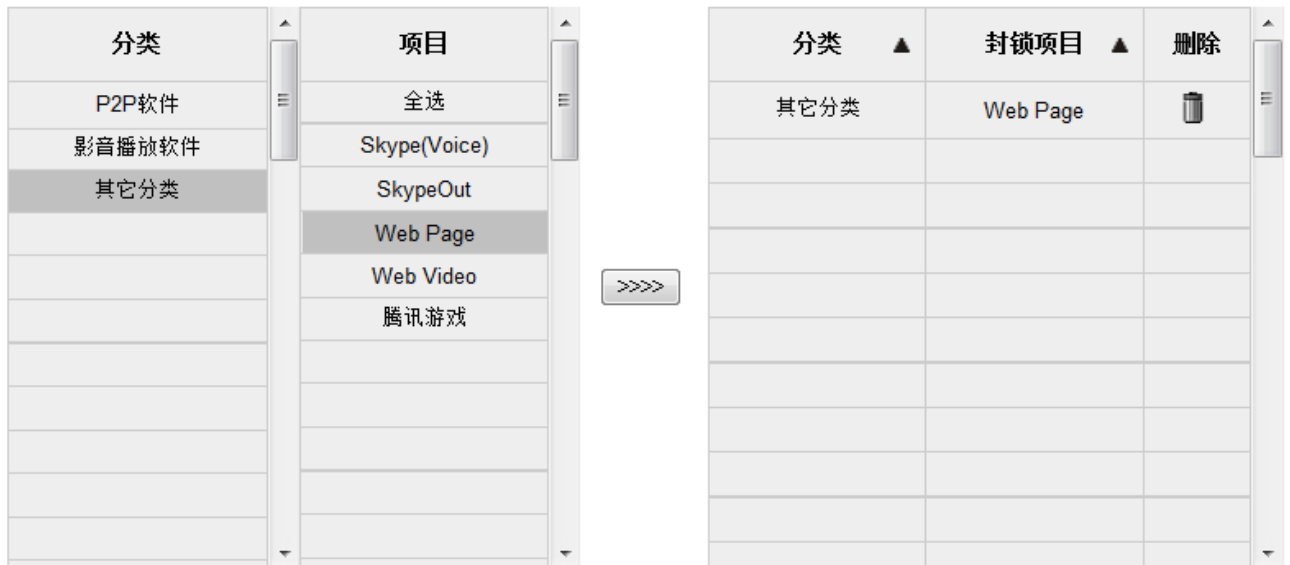 分类 项目 分类 ▲ 封锁项目 ▲ 删除
P2P软件 全选 其它分类 Web Page
影音播放软件 Skype(Voice)
其它分类 SkypeOut
Web Page
Web Video
>>>>
腾讯游戏